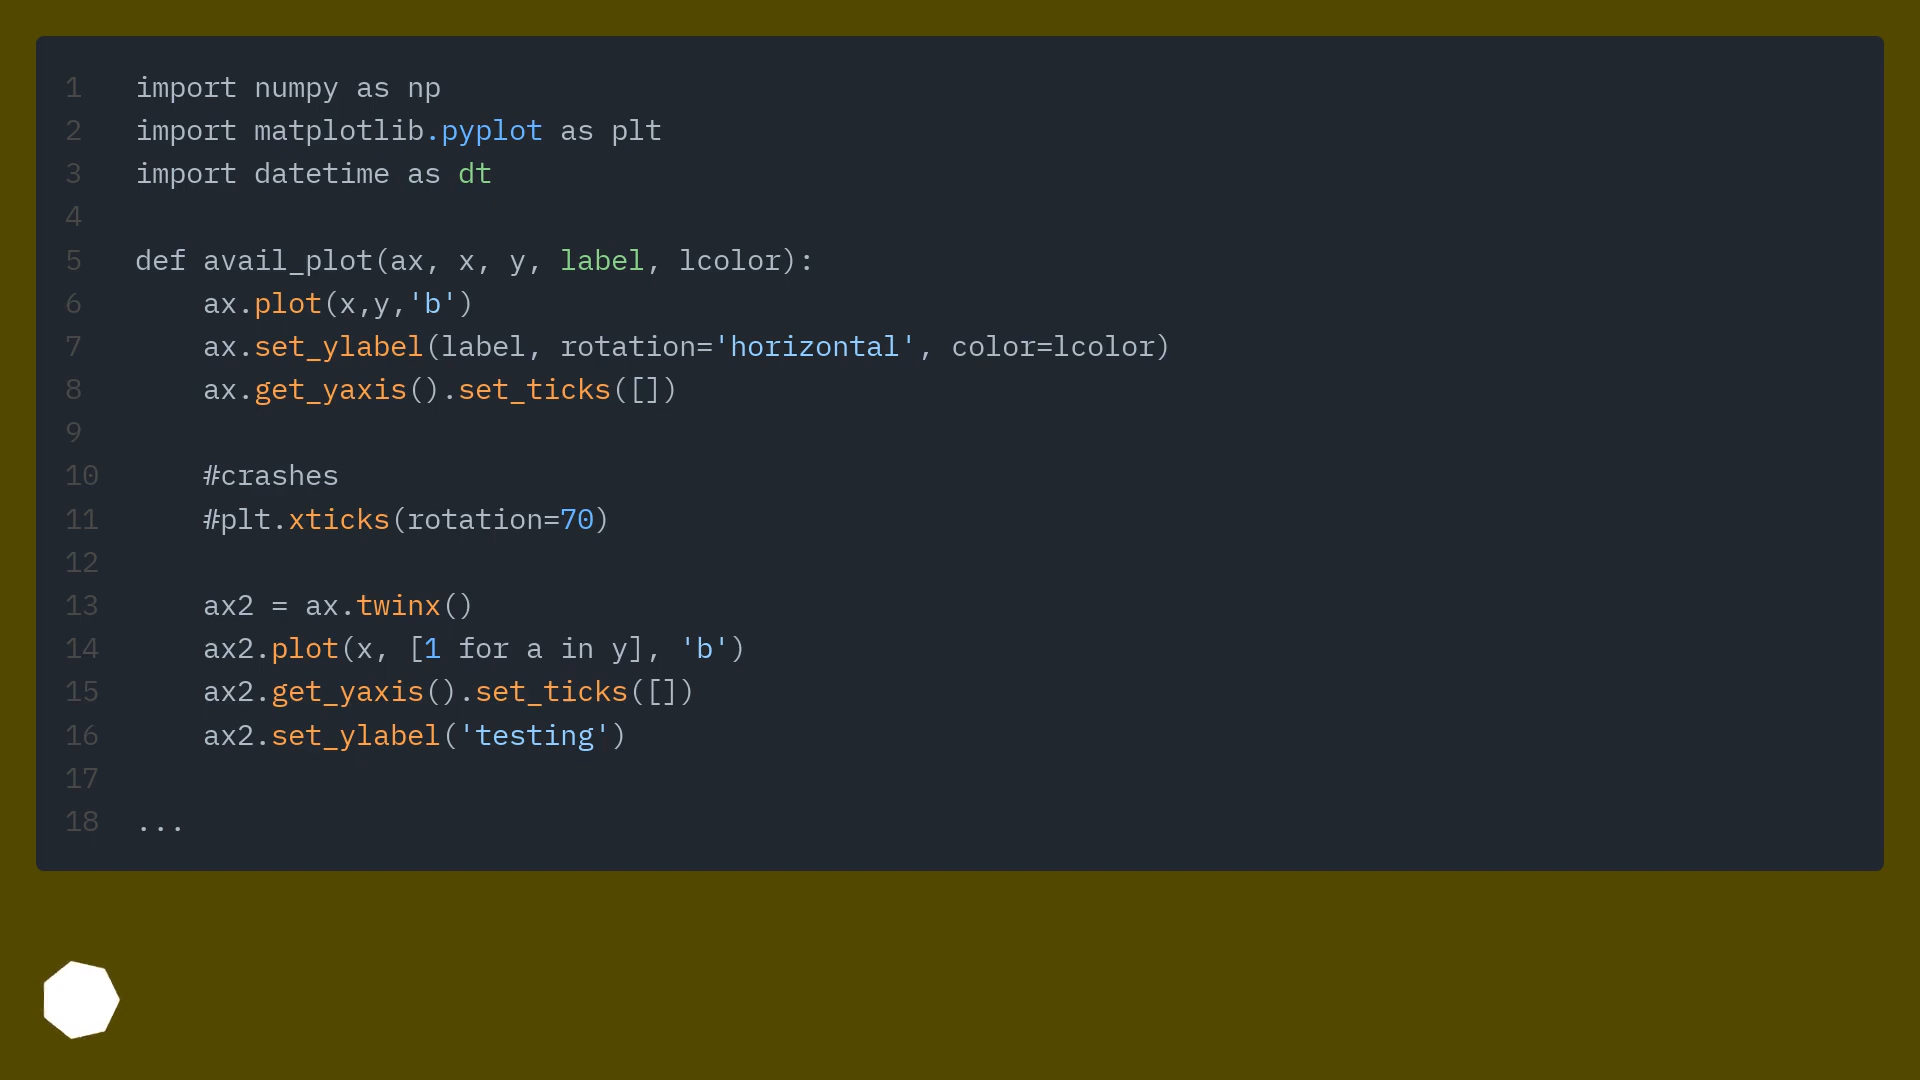 1 import numpy as np
2 import matplotlib.pyplot as plt
3 import datetime as dt
4
5 def avail_plot(ax, x, y, label, lcolor):
6     ax.plot(x,y,'b')
7     ax.set_ylabel(label, rotation='horizontal', color=lcolor)
8     ax.get_yaxis().set_ticks([])
9
10     #crashes
11     #plt.xticks(rotation=70)
12
13     ax2 = ax.twinx()
14     ax2.plot(x, [1 for a in y], 'b')
15     ax2.get_yaxis().set_ticks([])
16     ax2.set_ylabel('testing')
17
18 ...